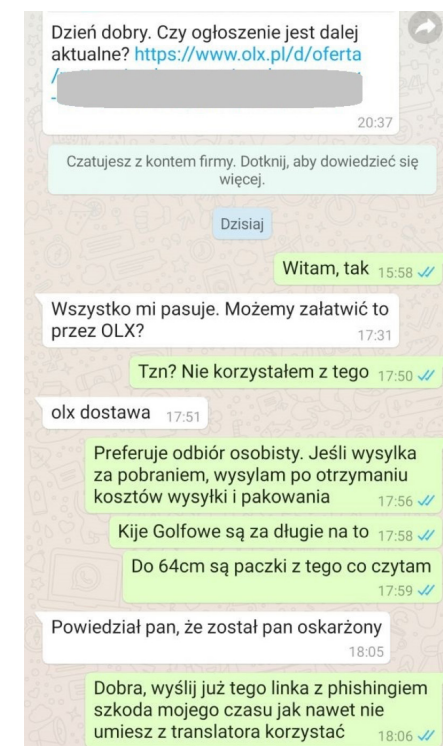 Dzień dobry. Czy ogłoszenie jest dalej
aktualne? https://www.olx.pl/d/oferta
/
-
20:37
Czatujesz z kontem firmy. Dotknij, aby dowiedzieć się
więcej.
Dzisiaj
Witam, tak 15:58
Wszystko mi pasuje. Możemy załatwić to
przez OLX?
17:31
Tzn? Nie korzystałem z tego 17:50
olx dostawa 17:51
Preferuje odbiór osobisty. Jeśli wysylka
za pobraniem, wysylam po otrzymaniu
kosztów wysyłki i pakowania 17:56
Kije Golfowe są za długie na to 17:58
Do 64cm są paczki z tego co czytam
17:59
Powiedział pan, że został pan oskarżony
18:05
Dobra, wyślij już tego linka z phishingiem
szkoda mojego czasu jak nawet nie
umiesz z translatora korzystać 18:06